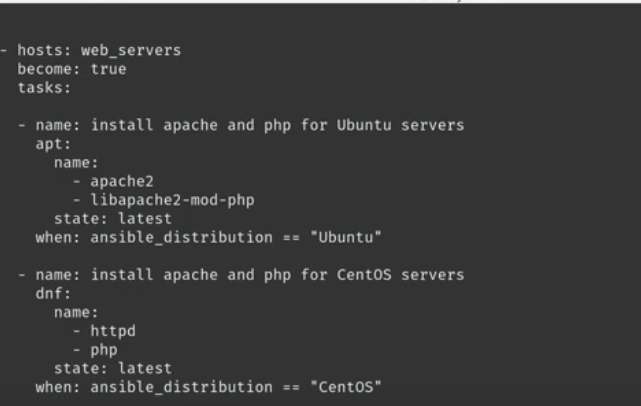 - hosts: web_servers
  become: true
  tasks:

  - name: install apache and php for Ubuntu servers
    apt:
      name:
        - apache2
        - libapache2-mod-php
      state: latest
    when: ansible_distribution == "Ubuntu"

  - name: install apache and php for CentOS servers
    dnf:
      name:
        - httpd
        - php
      state: latest
    when: ansible_distribution == "CentOS"